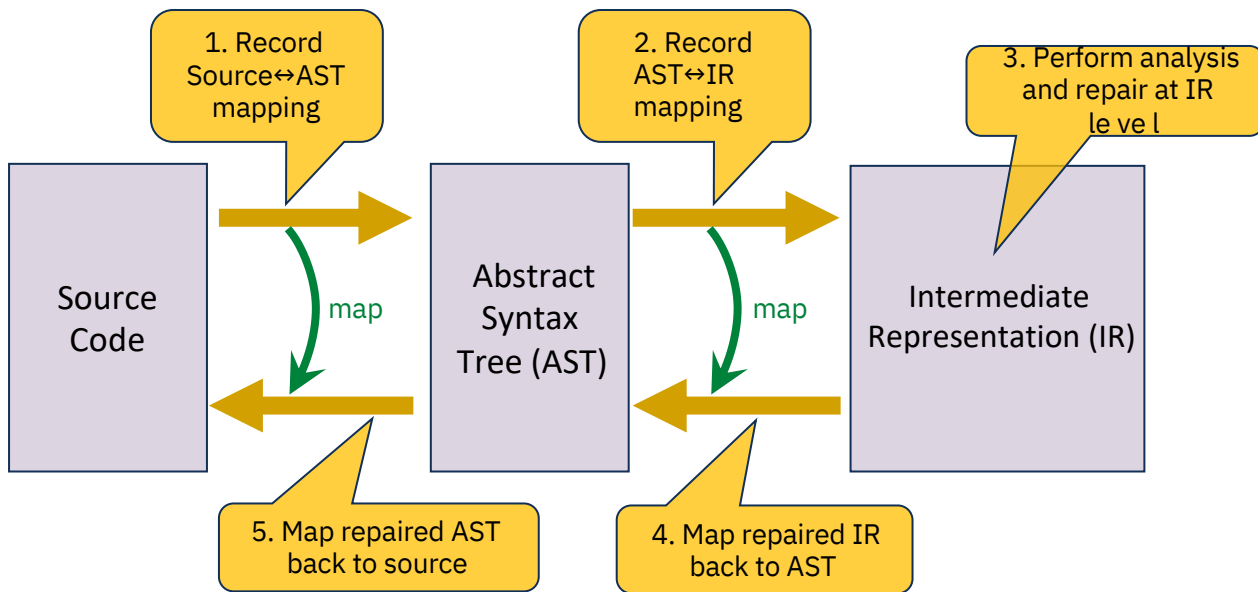 1. Record
Source↔AST
mapping
2. Record
AST↔IR
mapping
3. Perform analysis
and repair at IR
le ve l
Source
Code
map
Abstract
Syntax
Tree (AST)
map
Intermediate
Representation (IR)
5. Map repaired AST
back to source
4. Map repaired IR
back to AST